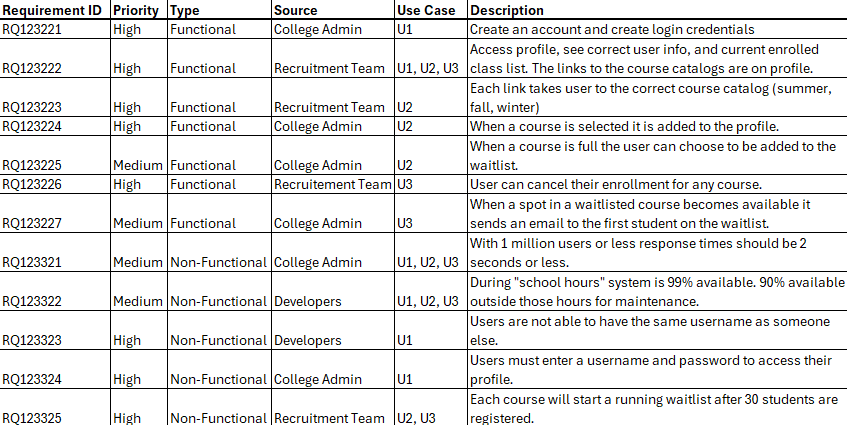 Requirement ID Priority Type Source Use Case Description
RQ123221 High Functional College Admin U1 Create an account and create login credentials
Access profile, see correct user info, and current enrolled
RQ123222 High Functional Recruitment Team U1, U2, U3 class list. The links to the course catalogs are on profile.
Each link takes user to the correct course catalog (summer,
RQ123223 High Functional Recruitment Team U2 fall, winter)
RQ123224 High Functional College Admin U2 When a course is selected it is added to the profile.
When a course is full the user can choose to be added to the
RQ123225 Medium Functional College Admin U2 waitlist.
RQ123226 High Functional Recruitement Team U3 User can cancel their enrollment for any course.
When a spot in a waitlisted course becomes available it
RQ123227 Medium Functional College Admin U3 sends an email to the first student on the waitlist.
With 1 million users or less response times should be 2
RQ123321 Medium Non-Functional College Admin U1, U2, U3 seconds or less.
During "school hours" system is 99% available. 90% available
RQ123322 Medium Non-Functional Developers U1, U2, U3 outside those hours for maintenance.
Users are not able to have the same username as someone
RQ123323 High Non-Functional Developers U1 else.
Users must enter a username and password to access their
RQ123324 High Non-Functional College Admin U1 profile.
Each course will start a running waitlist after 30 students are
RQ123325 High Non-Functional Recruitment Team U2, U3 registered.